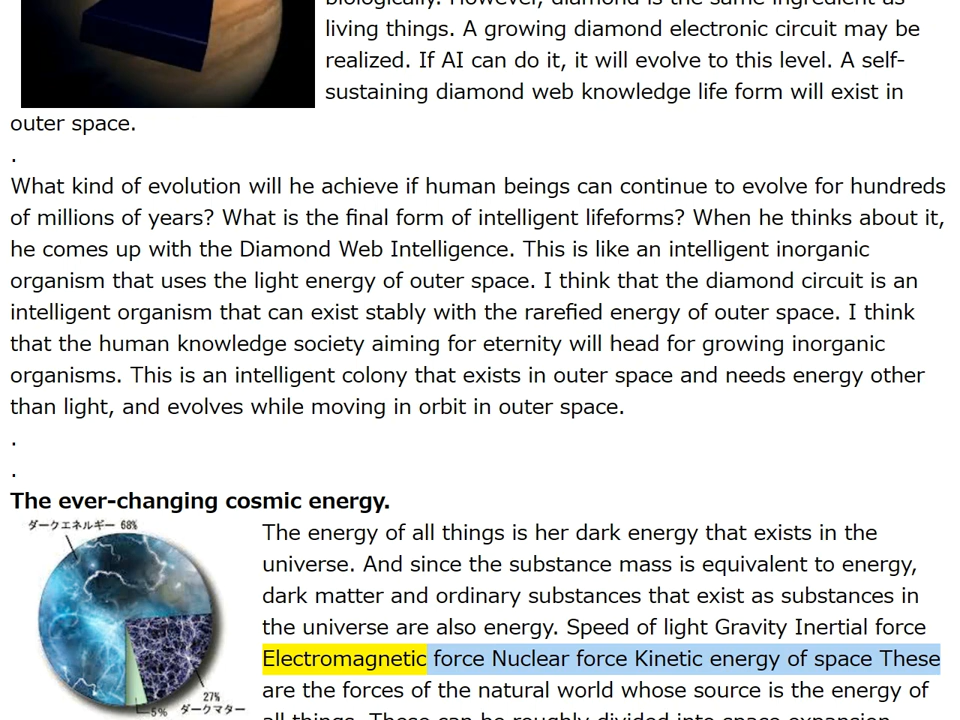 living things. A growing diamond electronic circuit may be
realized. If AI can do it, it will evolve to this level. A self-
sustaining diamond web knowledge life form will exist in
outer space.
.
What kind of evolution will he achieve if human beings can continue to evolve for hundreds
of millions of years? What is the final form of intelligent lifeforms? When he thinks about it,
he comes up with the Diamond Web Intelligence. This is like an intelligent inorganic
organism that uses the light energy of outer space. I think that the diamond circuit is an
intelligent organism that can exist stably with the rarefied energy of outer space. I think
that the human knowledge society aiming for eternity will head for growing inorganic
organisms. This is an intelligent colony that exists in outer space and needs energy other
than light, and evolves while moving in orbit in outer space.
.
.
The ever-changing cosmic energy.
ダークエネルギー 68%
The energy of all things is her dark energy that exists in the
universe. And since the substance mass is equivalent to energy,
dark matter and ordinary substances that exist as substances in
the universe are also energy. Speed of light Gravity Inertial force
Electromagnetic force Nuclear force Kinetic energy of space These
are the forces of the natural world whose source is the energy of
27%
ダークマター
5%